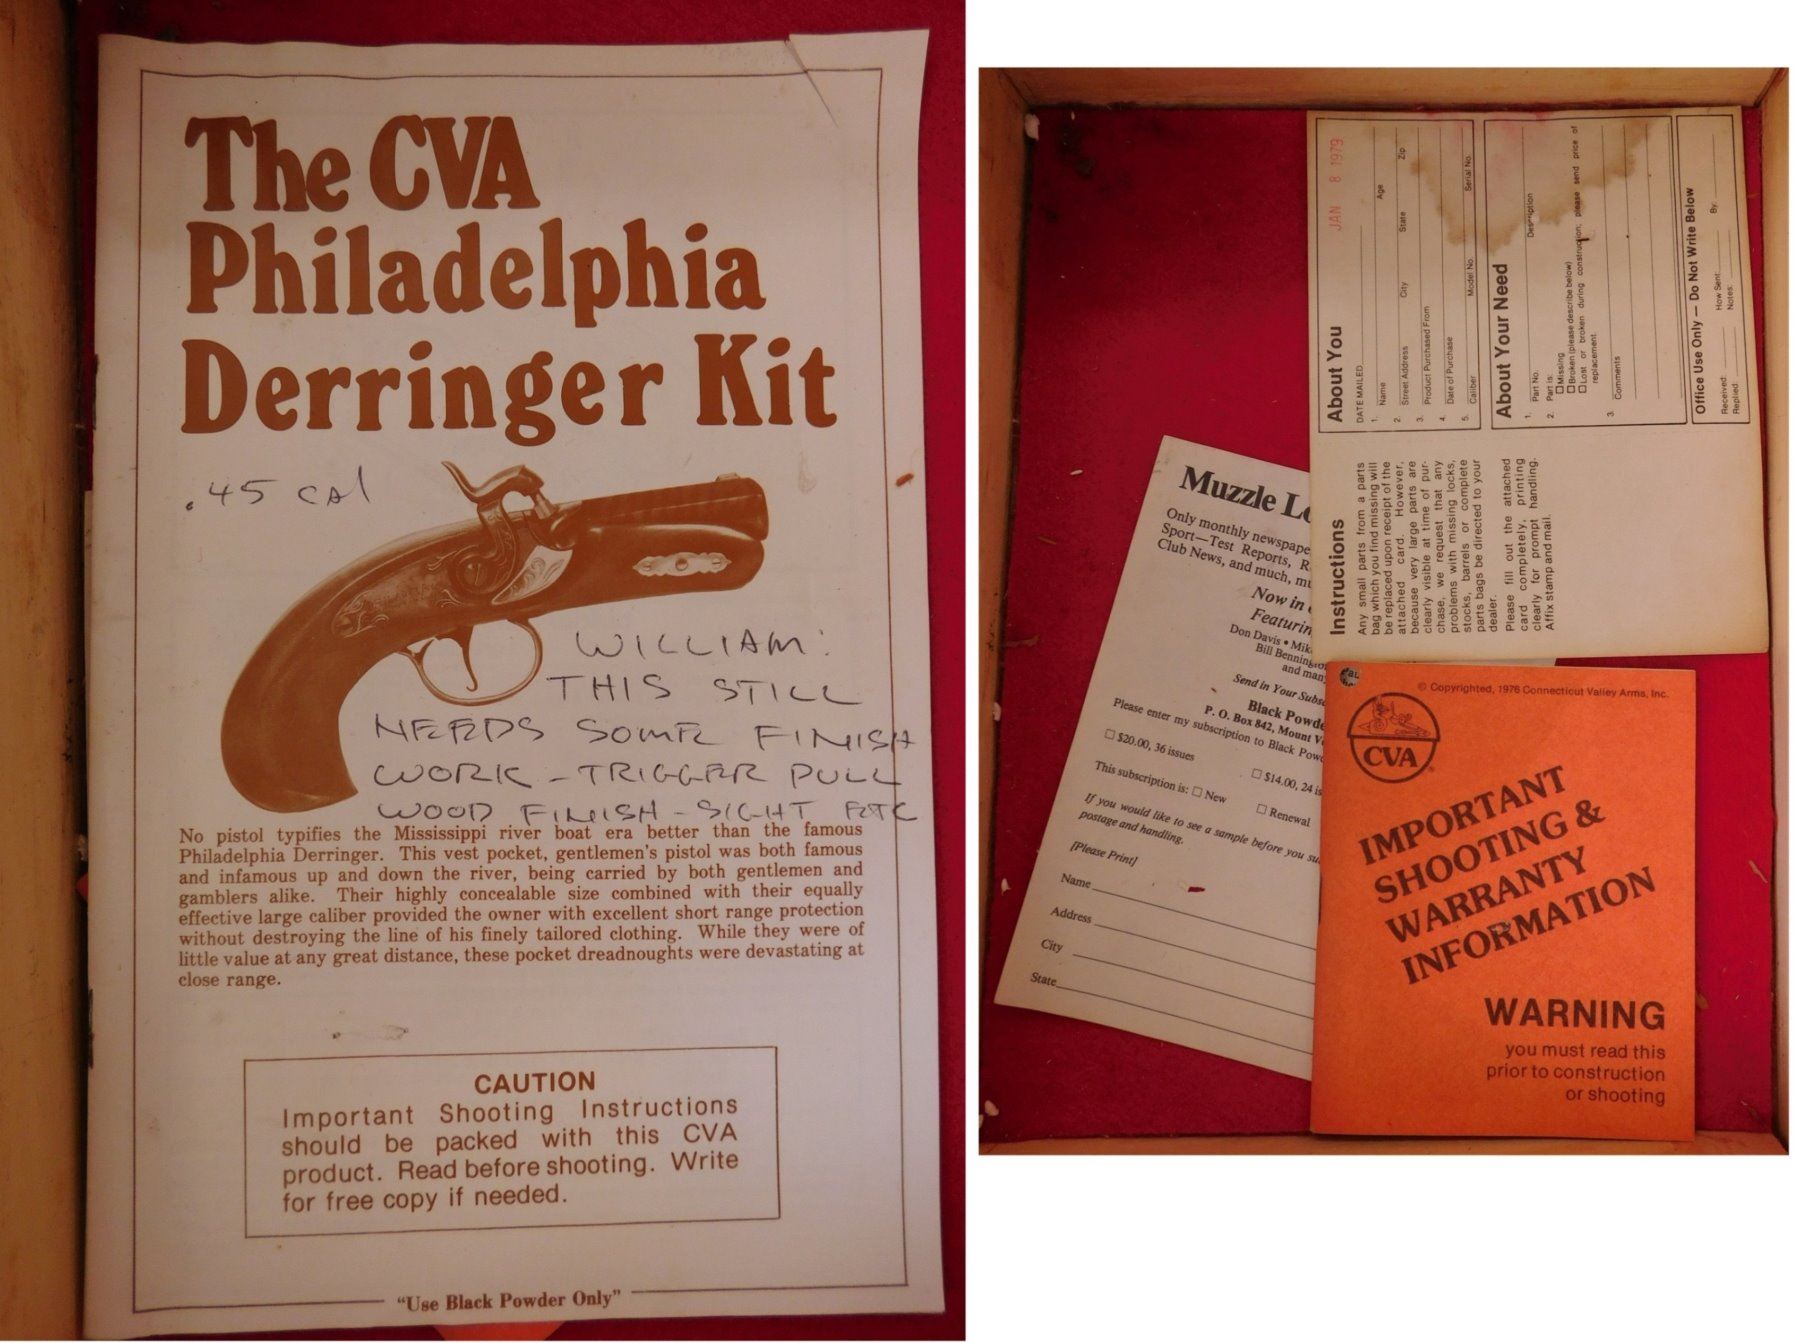 The CVA
Philadelphia
Derringer Kit
.45 CAl
WILLIAM:
THIS STILL
NEEDS SOME FINISH
WORK - TRIGGER PULL
WOOD FINISH - SIGHT ETC
No pistol typifies the Mississippi river boat era better than the famous
Philadelphia Derringer. This vest pocket, gentlemen's pistol was both famous
and infamous up and down the river, being carried by both gentlemen and
gamblers alike. Their highly concealable size combined with their equally
effective large caliber provided the owner with excellent short range protection
without destroying the line of his finely tailored clothing. While they were of
little value at any great distance, these pocket dreadnoughts were devastating at
close range.
CAUTION
Important Shooting Instructions
should be packed with this CVA
product. Read before shooting. Write
for free copy if needed.
"Use Black Powder Only"
Muzzle
Only monthly newspape
Sport—Test Reports,
Club News, and much,
Now in
Featurin
Don Davis • Mik
Bill Bennington
and many
Send in Your Subs
Black Powde
P. O. Box 842, Mount
Please enter my subscription to Black Pow
☐ $20.00, 36 issues
☐ $14.00, 24 is
This subscription is: ☐ New
☐ Renewal
If you would like to see a sample before you su
postage and handling.
[Please Print]
Name
Address
City
State
Instructions
Any small parts from a parts
bag which you find missing will
be replaced upon receipt of the
attached card. However,
because very large parts are
clearly visible at time of pur-
chase, we request that any
problems with missing locks,
stocks, barrels or complete
parts bags be directed to your
dealer.
Please fill out the attached
card completely, printing
clearly for prompt handling.
Affix stamp and mail.
About You
DATE MAILED JAN 8 1979
1. Name Age
2. Street Address City State Zip
3. Product Purchased From
4. Date of Purchase
5. Caliber Model No. Serial No.
About Your Need
1. Part No. Description
2. Part is:
☐ Missing
☐ Broken (please describe below)
☐ Lost or broken during construction, please send price of
replacement.
3. Comments
Office Use Only — Do Not Write Below
Received: How Sent: By:
Replied: Notes:
© Copyrighted, 1976 Connecticut Valley Arms, Inc.
CVA
IMPORTANT
SHOOTING &
WARRANTY
INFORMATION
WARNING
you must read this
prior to construction
or shooting